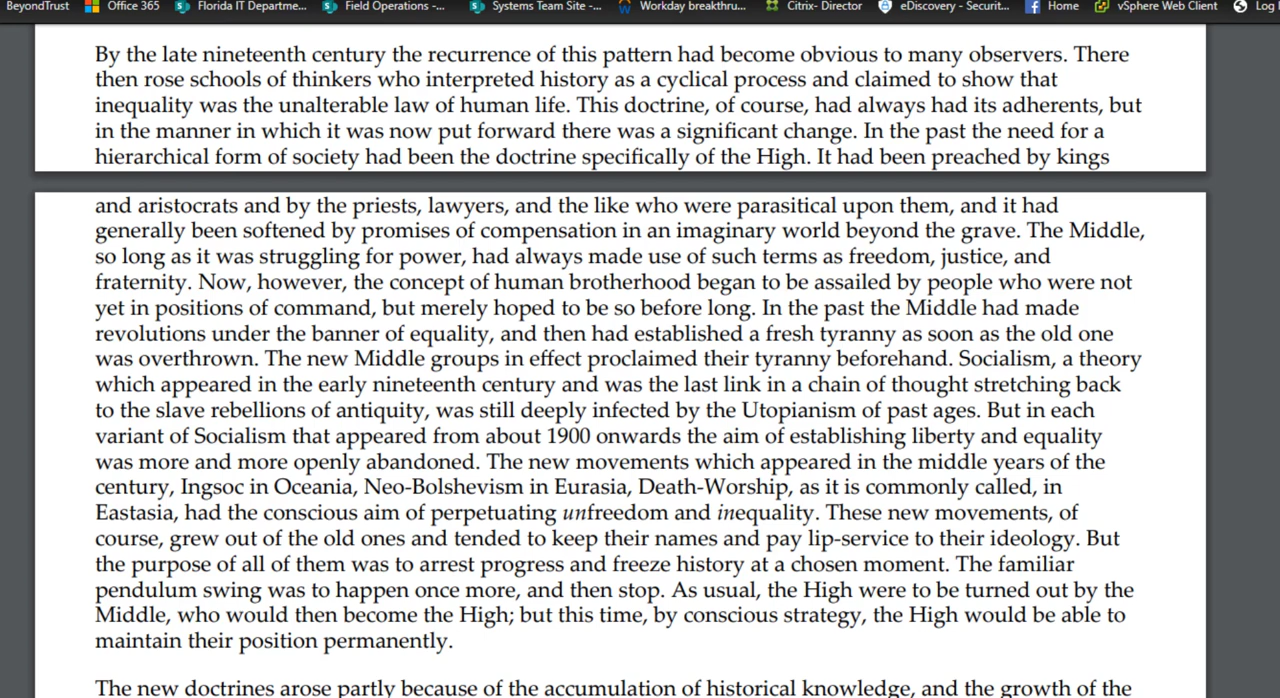 BeyondTrust Office 365 Florida IT Departme... Field Operations -... Systems Team Site -... Workday breakthru... Citrix- Director eDiscovery - Securit... Home vSphere Web Client Log I
By the late nineteenth century the recurrence of this pattern had become obvious to many observers. There
then rose schools of thinkers who interpreted history as a cyclical process and claimed to show that
inequality was the unalterable law of human life. This doctrine, of course, had always had its adherents, but
in the manner in which it was now put forward there was a significant change. In the past the need for a
hierarchical form of society had been the doctrine specifically of the High. It had been preached by kings
and aristocrats and by the priests, lawyers, and the like who were parasitical upon them, and it had
generally been softened by promises of compensation in an imaginary world beyond the grave. The Middle,
so long as it was struggling for power, had always made use of such terms as freedom, justice, and
fraternity. Now, however, the concept of human brotherhood began to be assailed by people who were not
yet in positions of command, but merely hoped to be so before long. In the past the Middle had made
revolutions under the banner of equality, and then had established a fresh tyranny as soon as the old one
was overthrown. The new Middle groups in effect proclaimed their tyranny beforehand. Socialism, a theory
which appeared in the early nineteenth century and was the last link in a chain of thought stretching back
to the slave rebellions of antiquity, was still deeply infected by the Utopianism of past ages. But in each
variant of Socialism that appeared from about 1900 onwards the aim of establishing liberty and equality
was more and more openly abandoned. The new movements which appeared in the middle years of the
century, Ingsoc in Oceania, Neo-Bolshevism in Eurasia, Death-Worship, as it is commonly called, in
Eastasia, had the conscious aim of perpetuating unfreedom and inequality. These new movements, of
course, grew out of the old ones and tended to keep their names and pay lip-service to their ideology. But
the purpose of all of them was to arrest progress and freeze history at a chosen moment. The familiar
pendulum swing was to happen once more, and then stop. As usual, the High were to be turned out by the
Middle, who would then become the High; but this time, by conscious strategy, the High would be able to
maintain their position permanently.
The new doctrines arose partly because of the accumulation of historical knowledge, and the growth of the